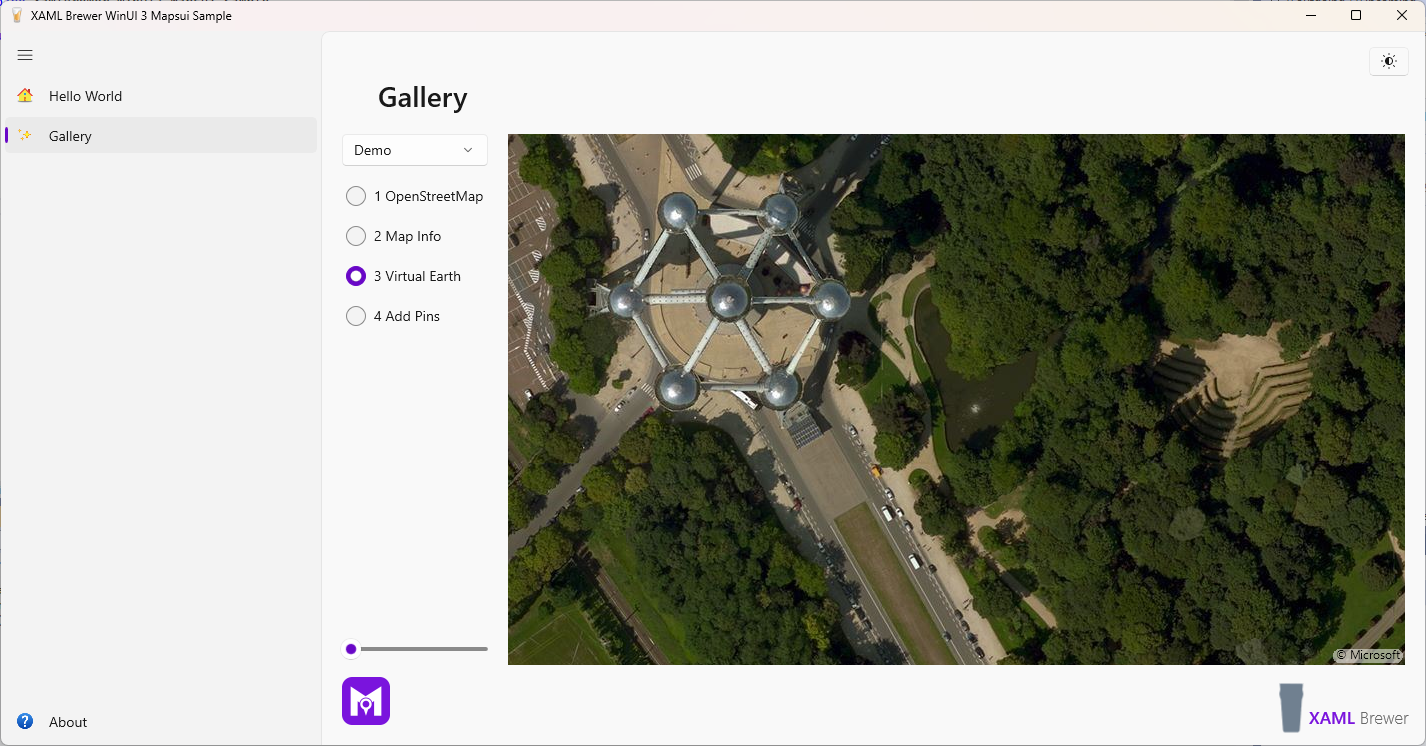 XAML Brewer WinUI 3 Mapsui Sample
Hello World
Gallery
About
Gallery
Demo
1 OpenStreetMap
2 Map Info
3 Virtual Earth
4 Add Pins
© Microsoft
XAML Brewer